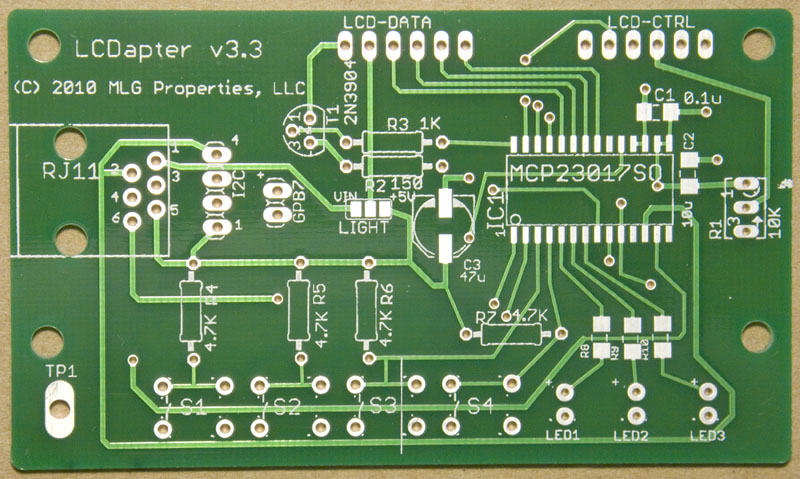 LCDapter v3.3
(C) 2010 MLG Properties, LLC
LCD-DATA
LCD-CTRL
T1
2N3904
1
3
R3 1K
C1 0.1u
C2
10u
RJ11
1
2
3
4
5
6
4
I2C
1
+
GPB7
R2 150
VIN
+5V
LIGHT
+
C3
47u
MCP23017SO
IC1
1
R1
1
3
10K
R4
4.7K
R5
4.7K
R6
4.7K
R7 4.7K
R8
R9
R10
TP1
S1
S2
S3
S4
+
+
+
LED1
LED2
LED3